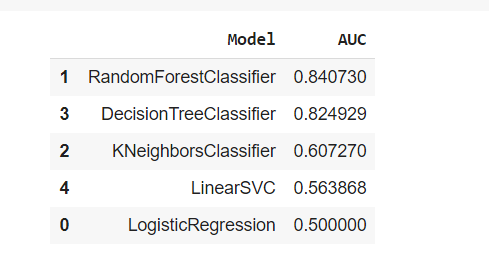 Model AUC
1 RandomForestClassifier 0.840730
3 DecisionTreeClassifier 0.824929
2 KNeighborsClassifier 0.607270
4 LinearSVC 0.563868
0 LogisticRegression 0.500000